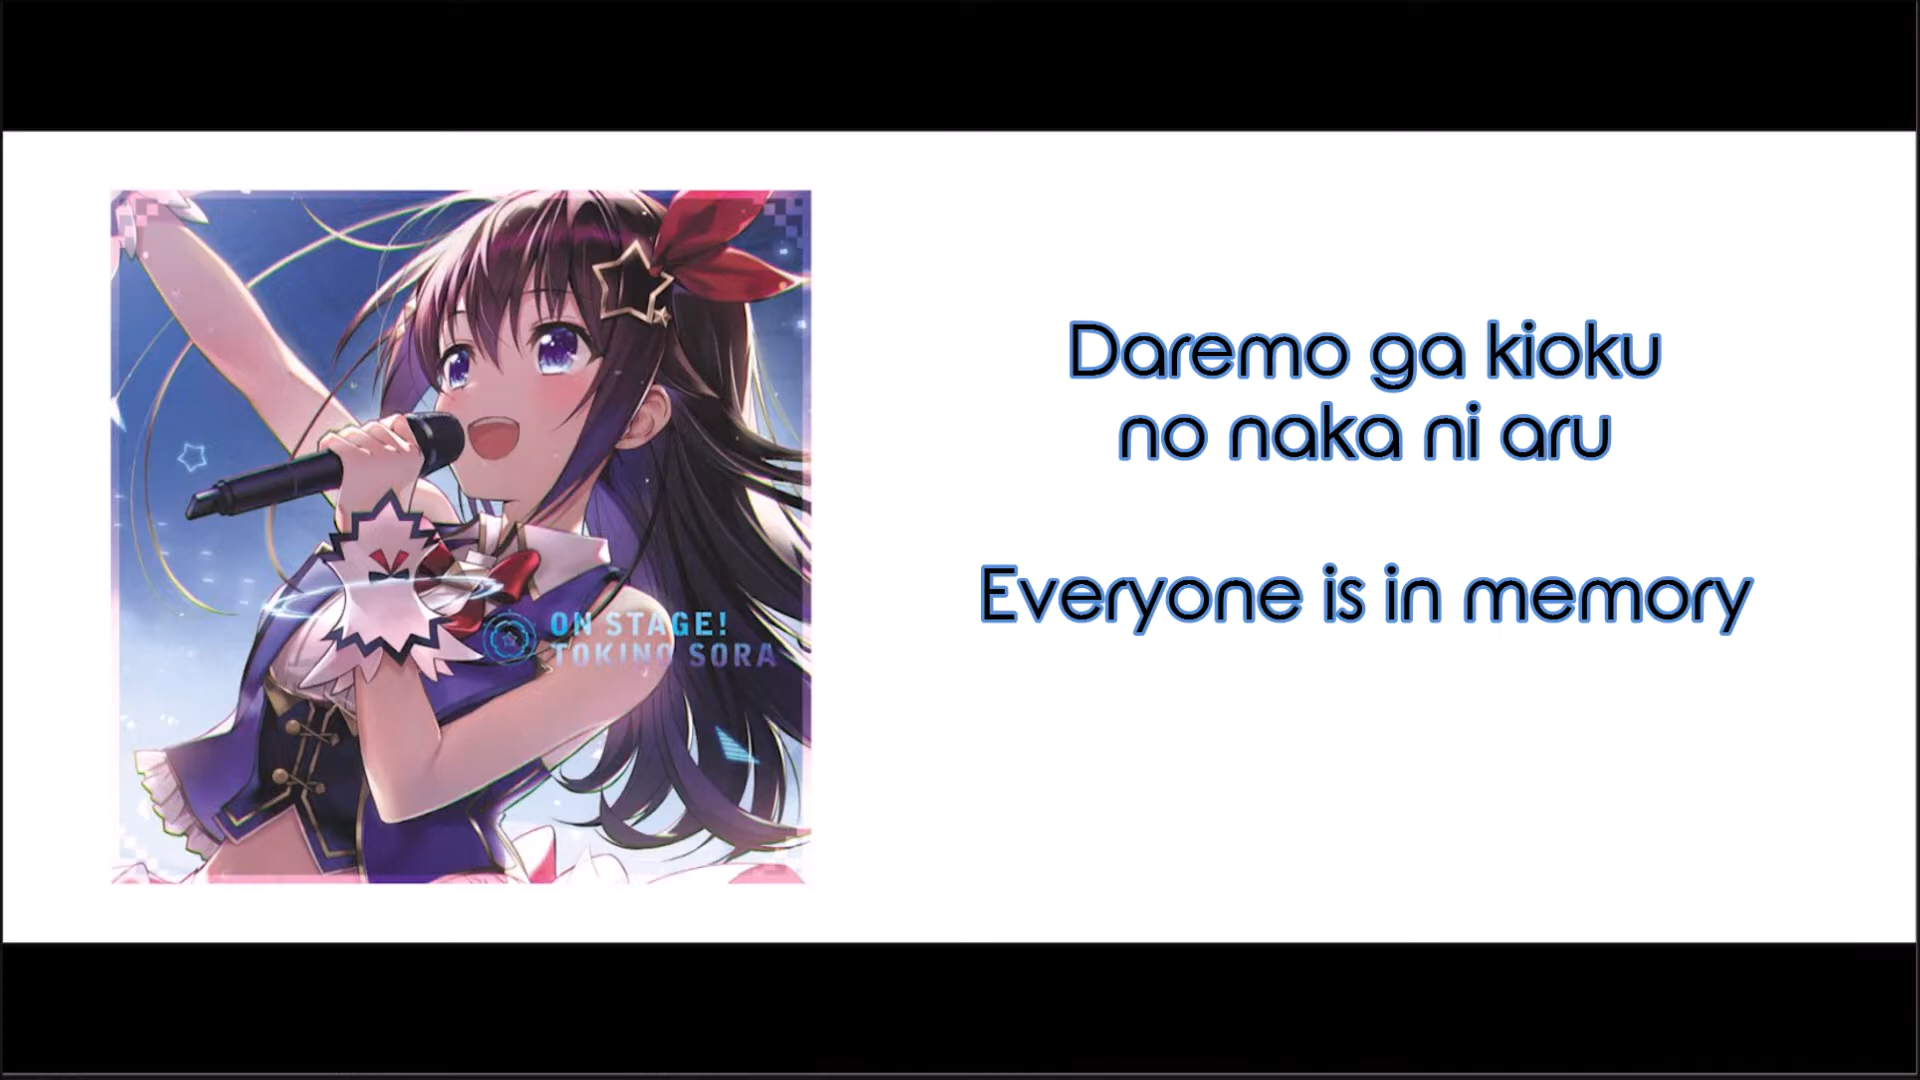 ON STAGE!
TOKINO SORA
Daremo ga kioku
no naka ni aru
Everyone is in memory